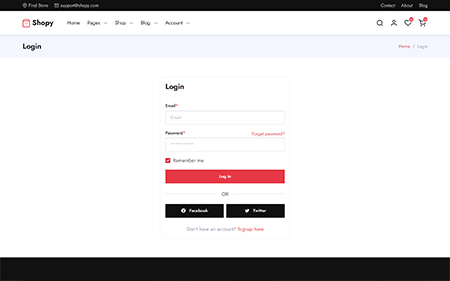 Find Store support@shopy.com Contact About Blog
Shopy Home Pages Shop Blog Account
Login Home / Login
Login
Email*
Email
Password*
Forgot password?
Remember me
Log In
OR
Facebook Twitter
Don't have an account? Signup here